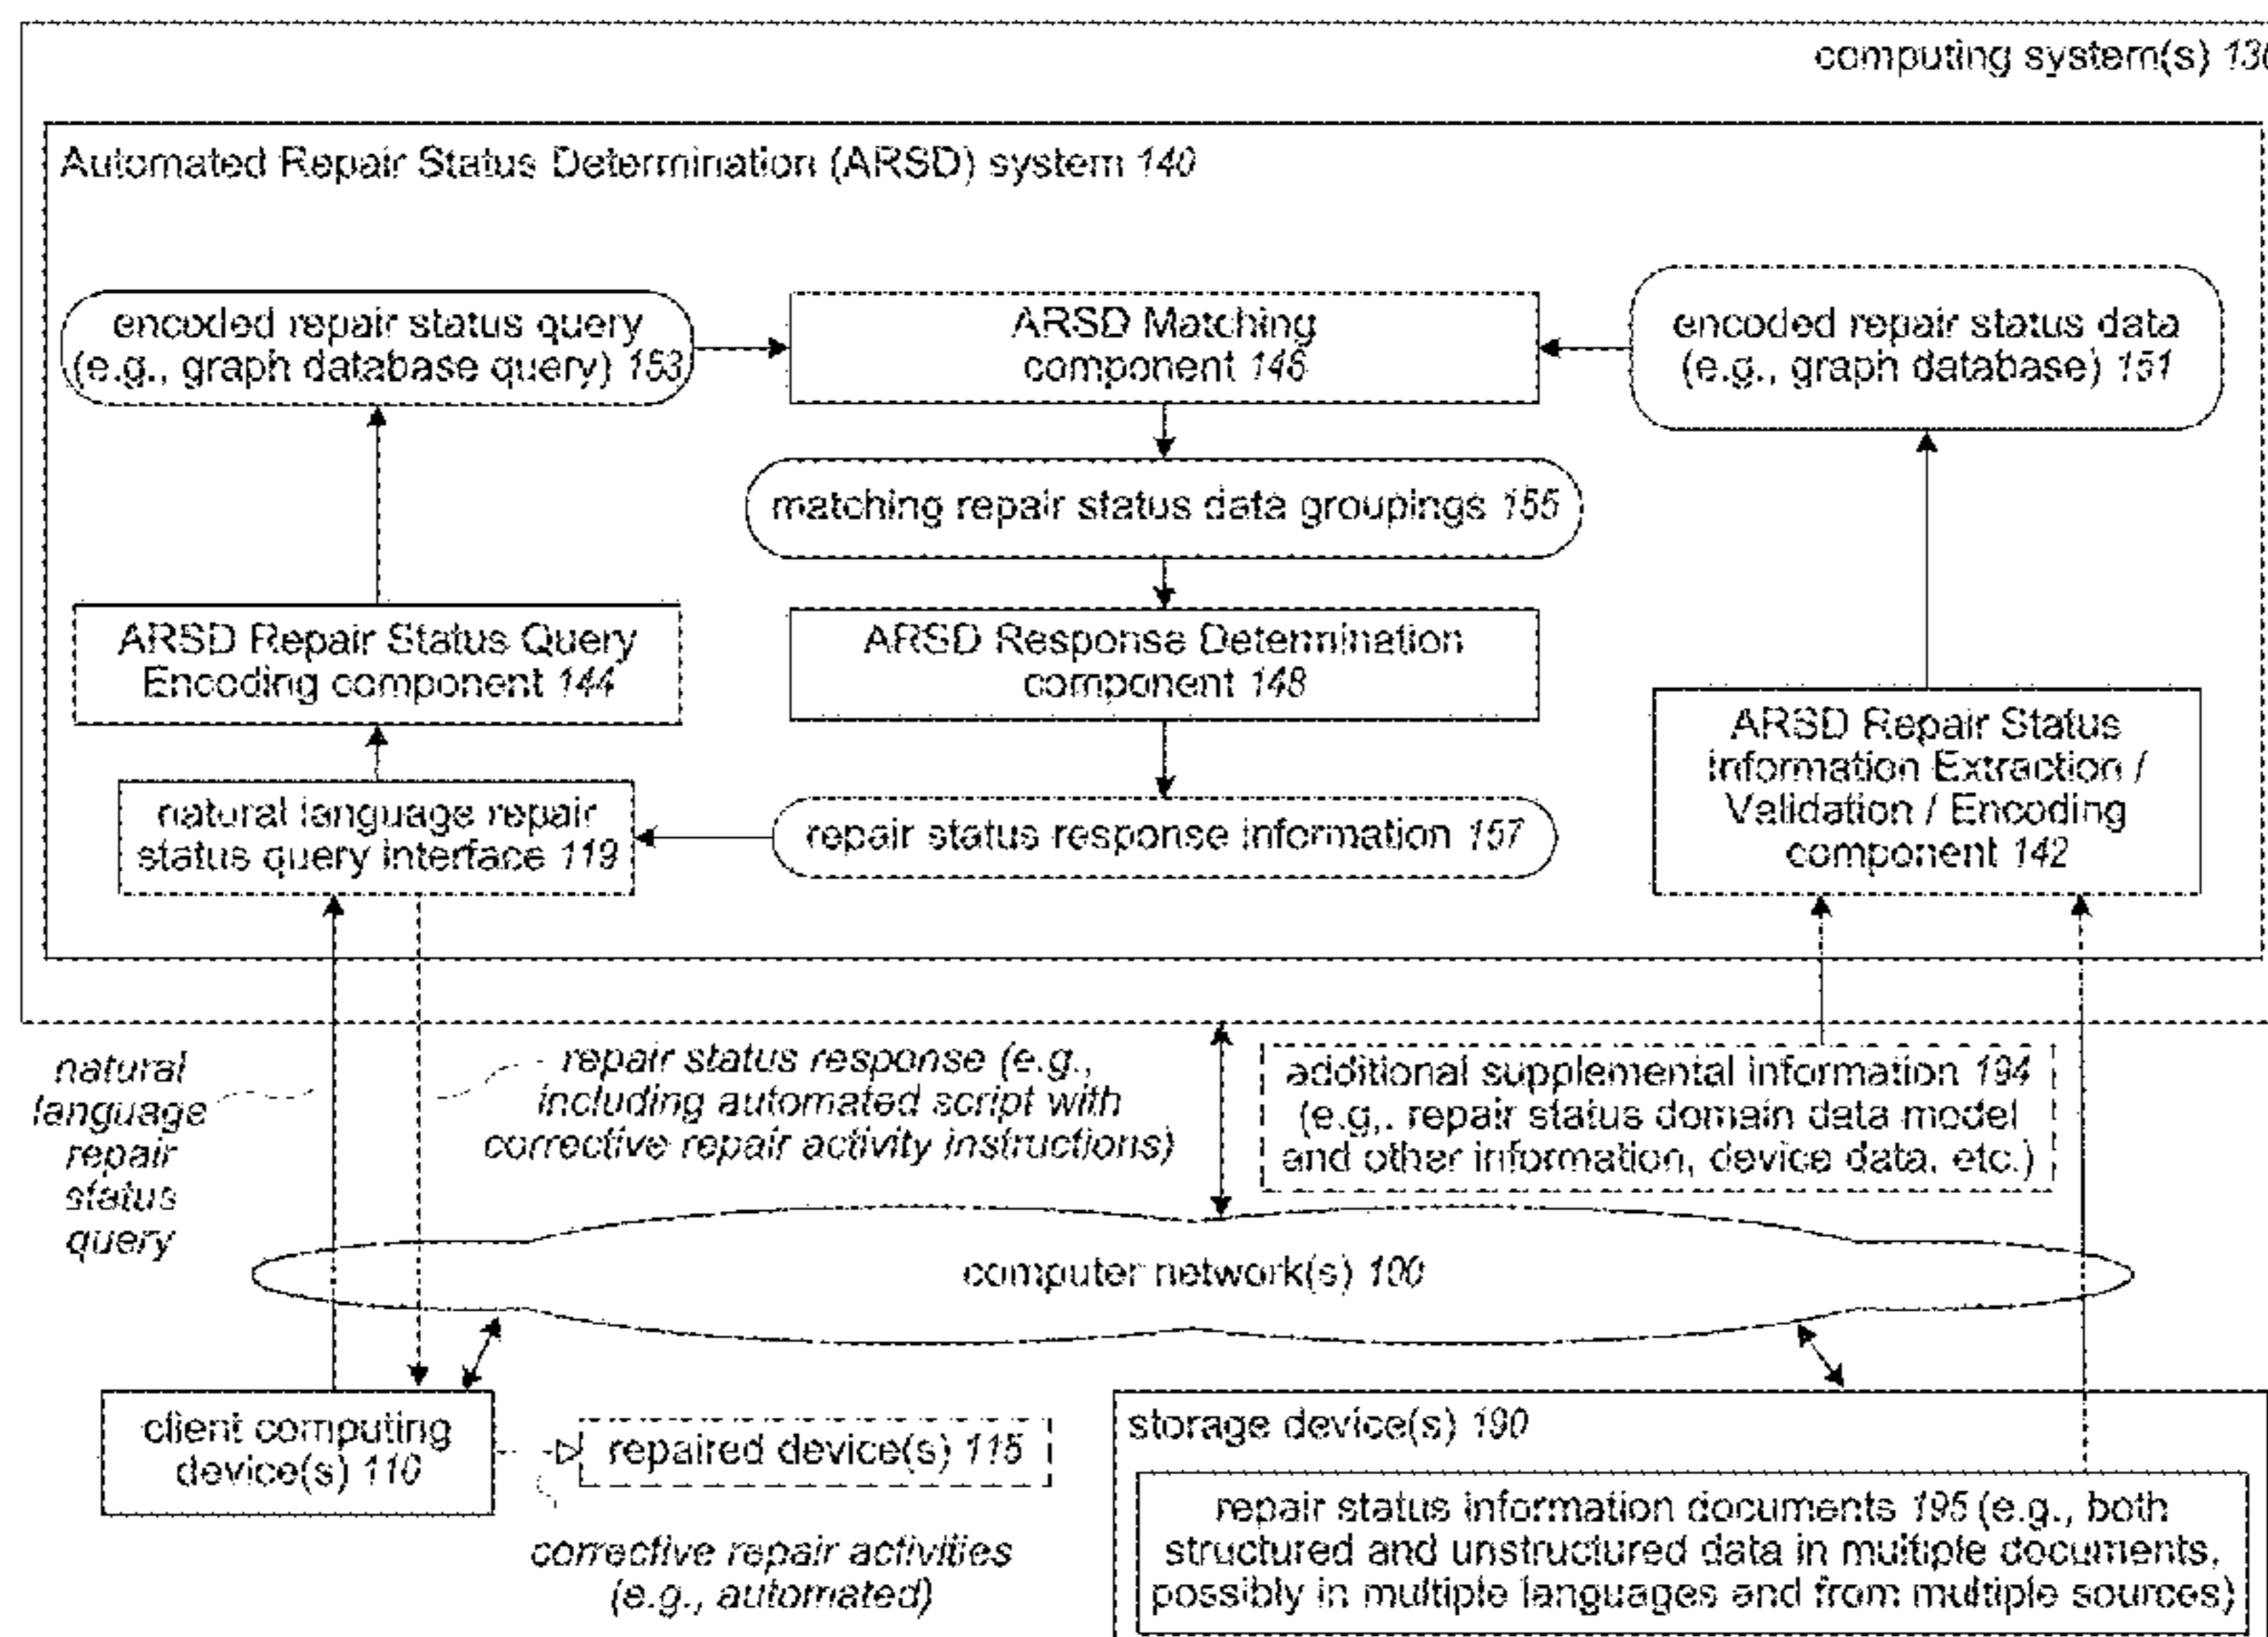 computing system(s) 130
Automated Repair Status Determination (ARSD) system 140
encoded repair status query
(e.g., graph database query) 153
ARSD Matching
component 146
encoded repair status data
(e.g., graph database) 151
matching repair status data groupings 155
ARSD Repair Status Query
Encoding component 144
ARSD Response Determination
component 148
ARSD Repair Status
Information Extraction /
Validation / Encoding
component 142
natural language repair
status query interface 119
repair status response information 157
natural
language
repair
status
query
repair status response (e.g.,
including automated script with
corrective repair activity instructions)
additional supplemental information 194
(e.g,. repair status domain data model
and other information, device data, etc.)
computer network(s) 100
client computing
device(s) 110
repaired device(s) 115
corrective repair activities
(e.g., automated)
storage device(s) 190
repair status information documents 195 (e.g., both
structured and unstructured data in multiple documents,
possibly in multiple languages and from multiple sources)